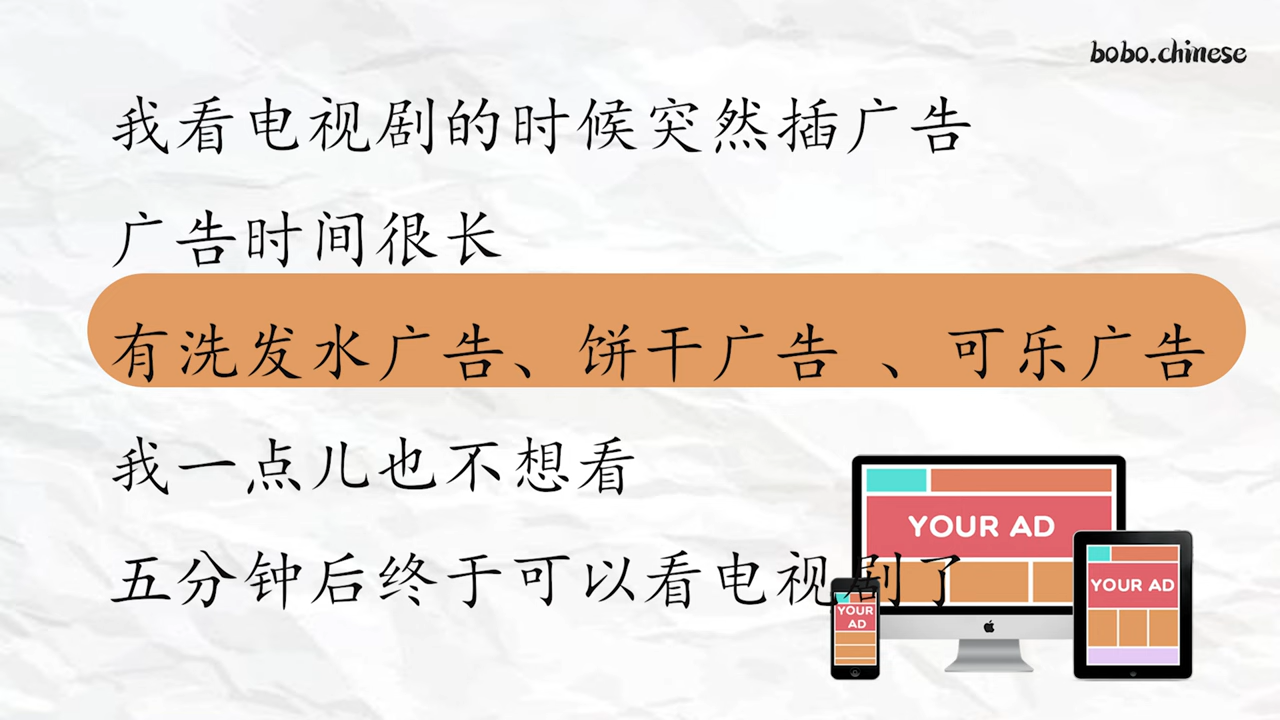 bobo.chinese
我看电视剧的时候突然插广告
广告时间很长
有洗发水广告、饼干广告 、可乐广告
我一点儿也不想看
五分钟后终于可以看电视剧了
YOUR AD
YOUR AD
YOUR
AD